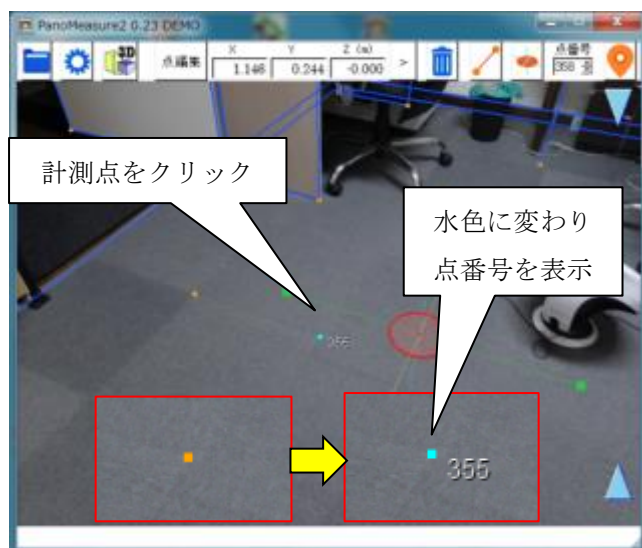 PanoMeasure2 0.23 DEMO
3D
点編集
X Y Z (m)
1.146 0.244 -0.000 >
点番号
358
計測点をクリック
水色に変わり
点番号を表示
355
355